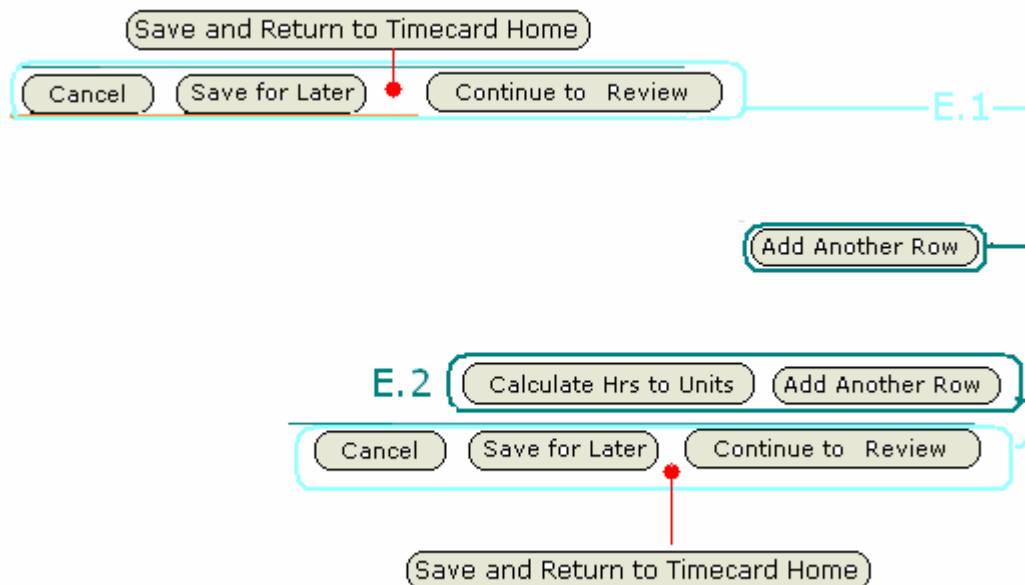 Save and Return to Timecard Home
Cancel Save for Later Continue to Review
E.1
Add Another Row
E.2 Calculate Hrs to Units Add Another Row
Cancel Save for Later Continue to Review
Save and Return to Timecard Home